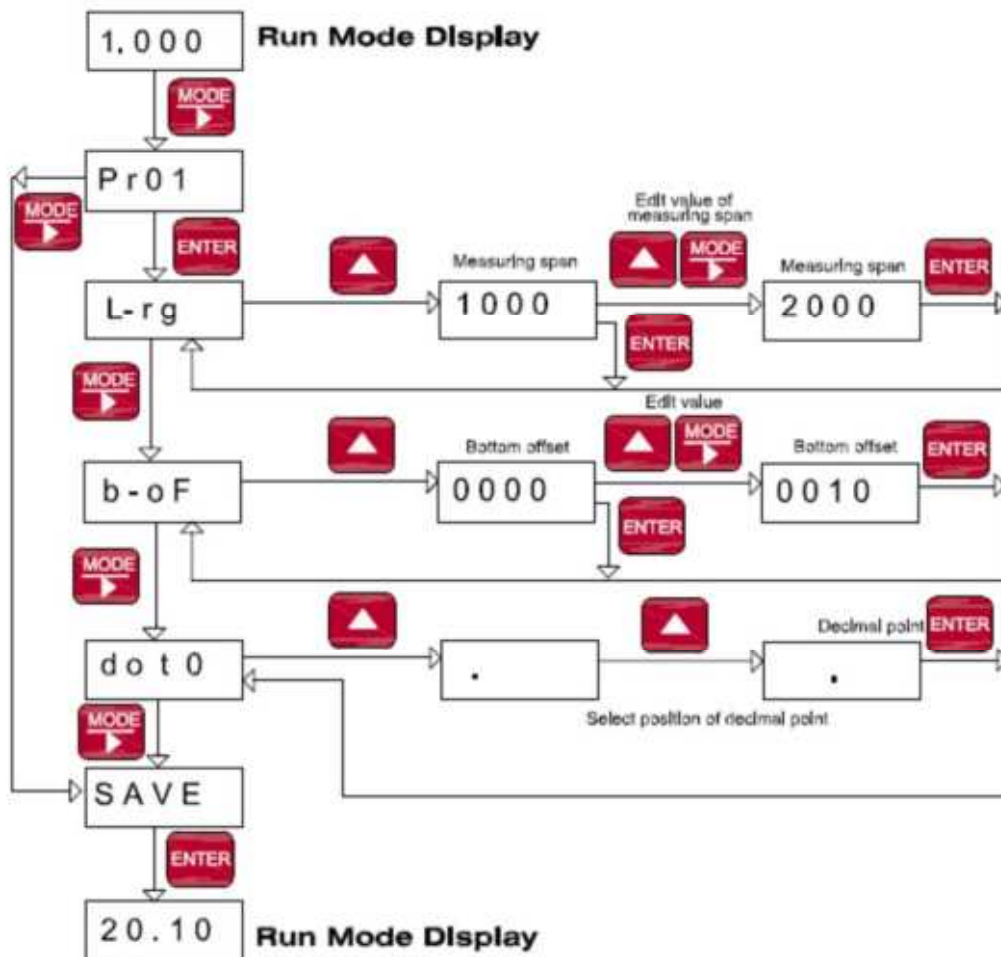 1.000
Run Mode Display
MODE
Pr01
MODE
ENTER
Edit value of
measuring span
MODE
Measuring span
Measuring span
ENTER
L-rg
1000
2000
ENTER
MODE
Edit value
MODE
Bottom offset
Bottom offset
ENTER
b-oF
0000
0010
ENTER
MODE
Decimal point
ENTER
dot0
.
.
Select position of decimal point
MODE
SAVE
ENTER
20.10
Run Mode Display